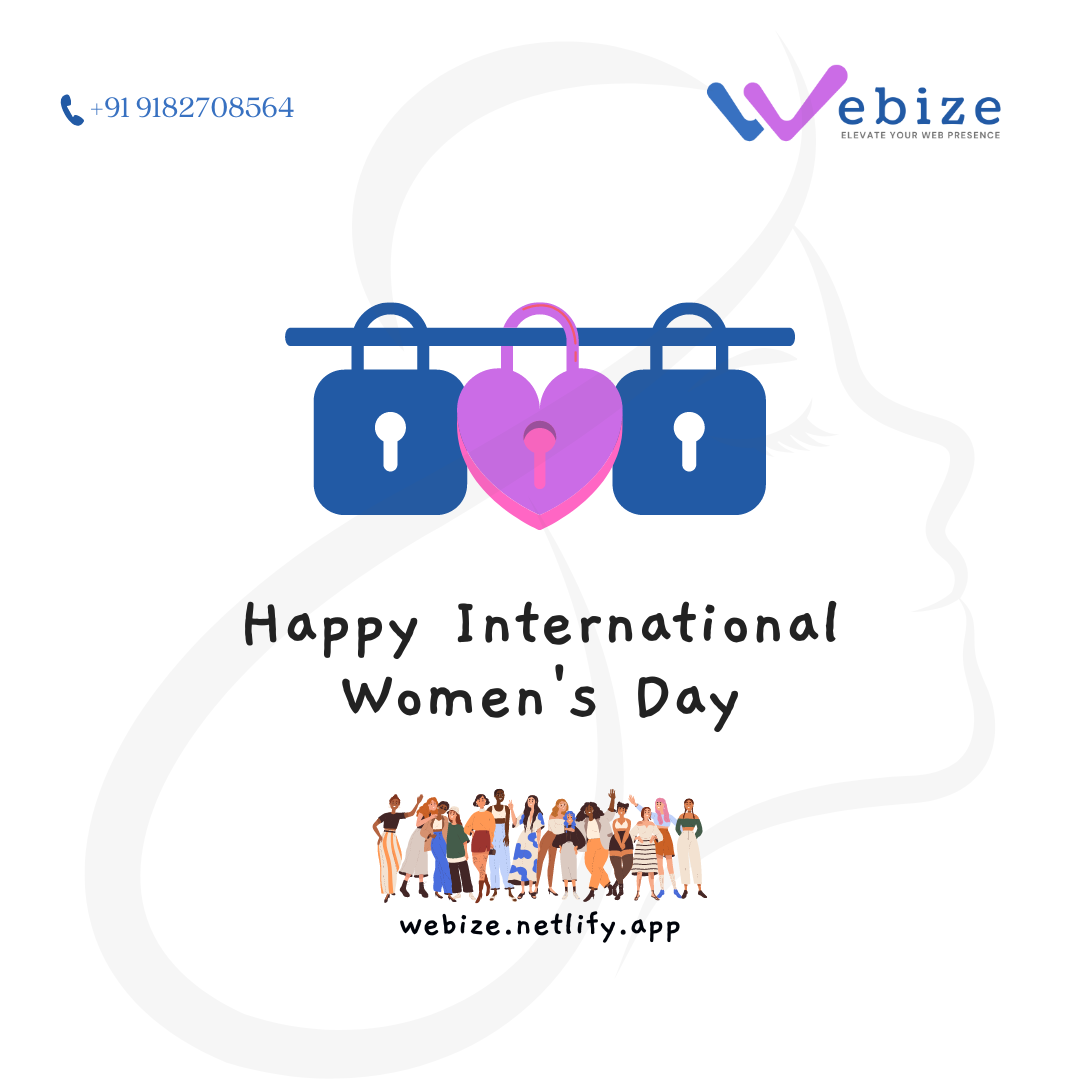 +91 9182708564
Webize
ELEVATE YOUR WEB PRESENCE
Happy International
Women's Day
webize.netlify.app